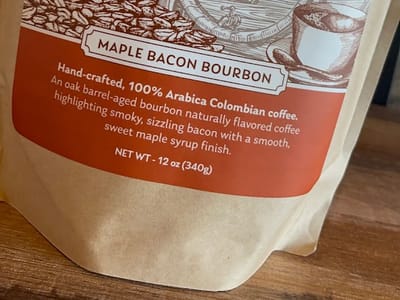 MAPLE BACON BOURBON
Hand-crafted, 100% Arabica Colombian coffee.
An oak barrel-aged bourbon naturally flavored coffee
highlighting smoky, sizzling bacon with a smooth,
sweet maple syrup finish.
NET WT - 12 oz (340g)